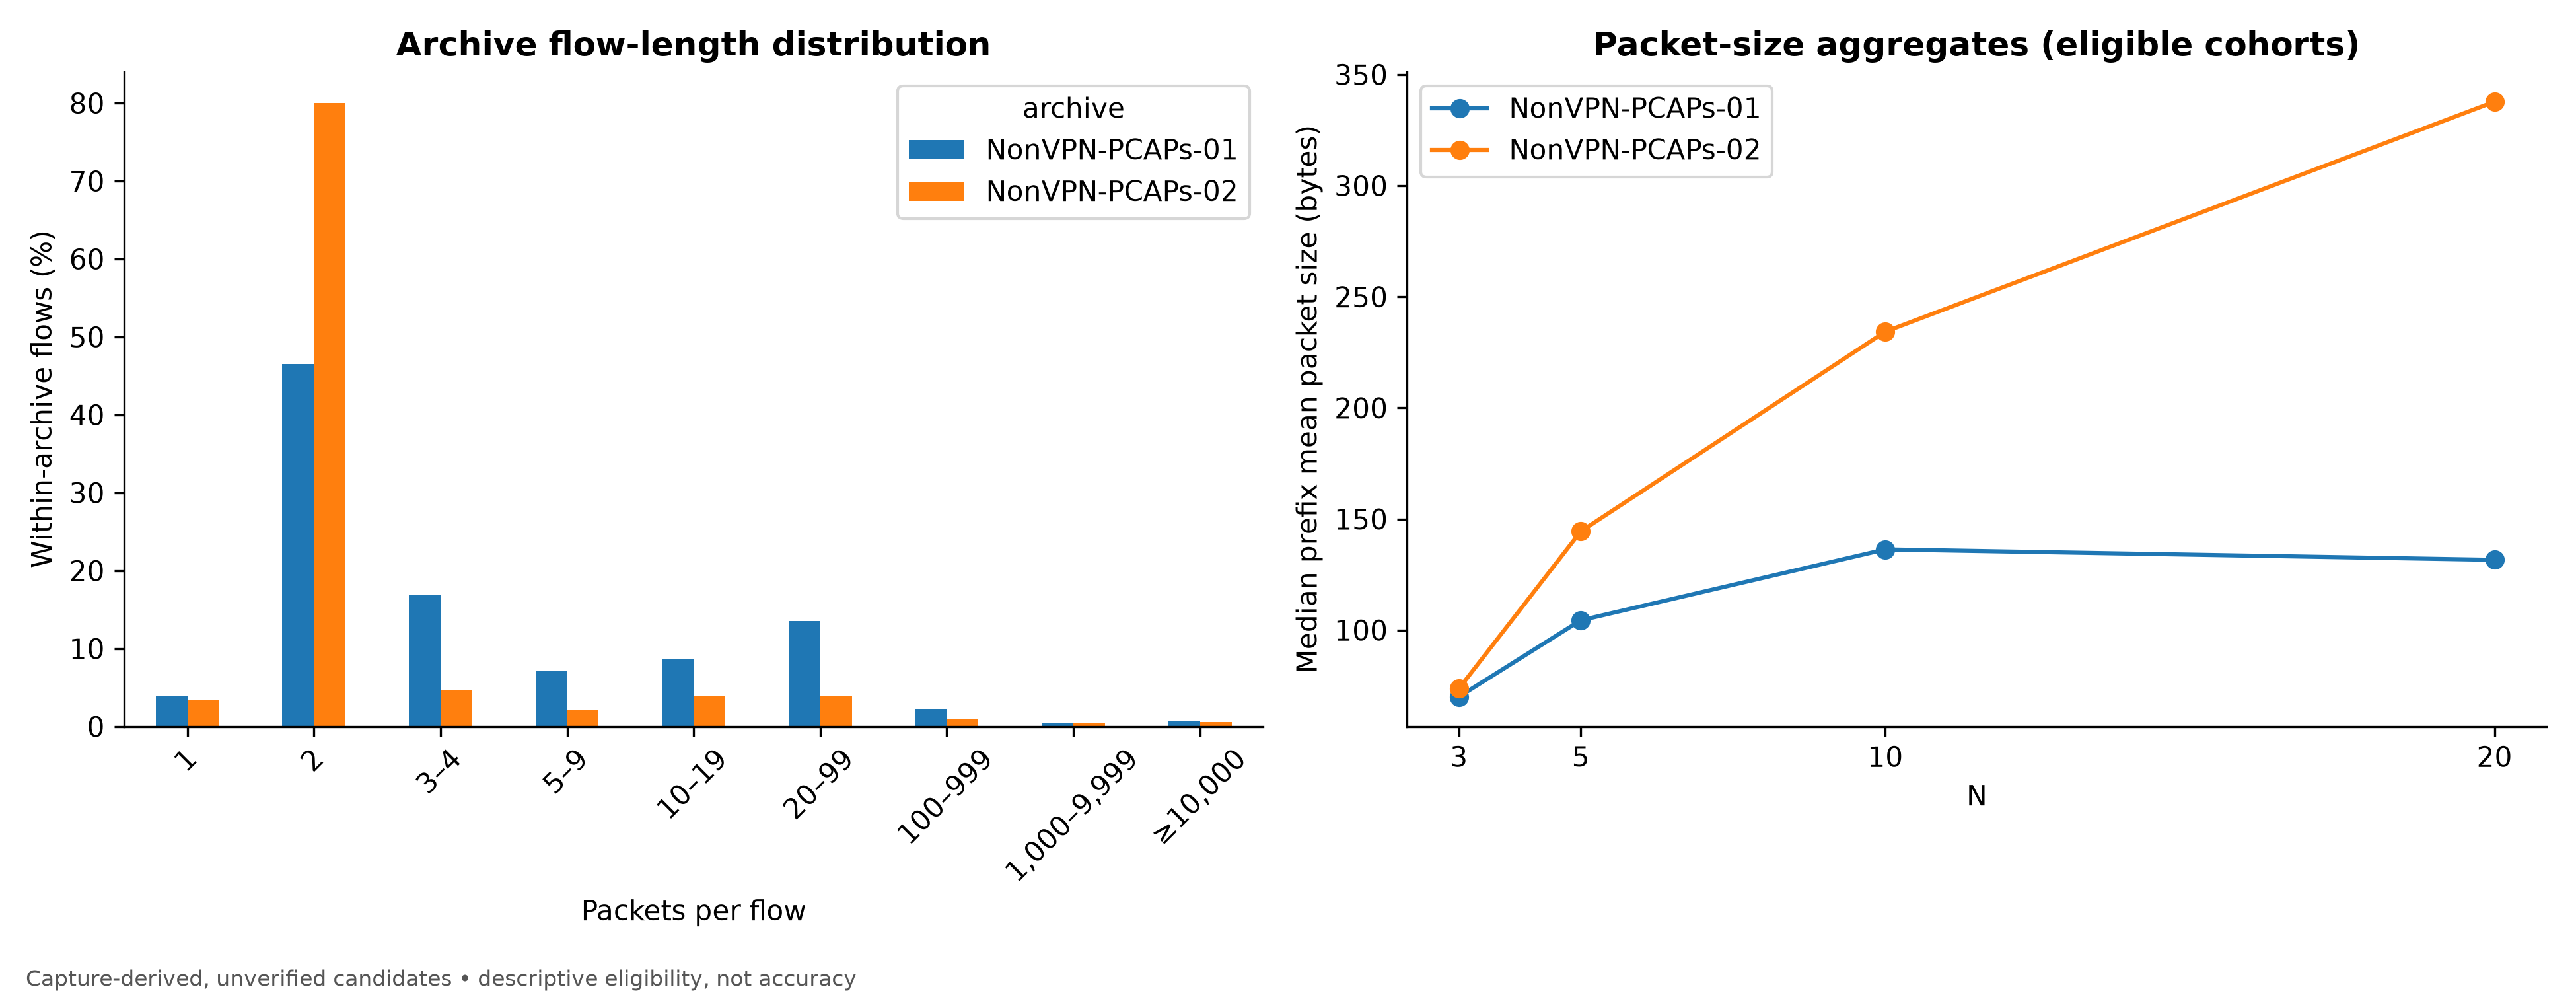 Archive flow-length distribution
Within-archive flows (%)
80
70
60
50
40
30
20
10
0
archive
NonVPN-PCAPs-01
NonVPN-PCAPs-02
1
2
3–4
5–9
10–19
20–99
100–999
1,000–9,999
≥10,000
Packets per flow
Packet-size aggregates (eligible cohorts)
Median prefix mean packet size (bytes)
350
300
250
200
150
100
NonVPN-PCAPs-01
NonVPN-PCAPs-02
3
5
10
20
N
Capture-derived, unverified candidates • descriptive eligibility, not accuracy